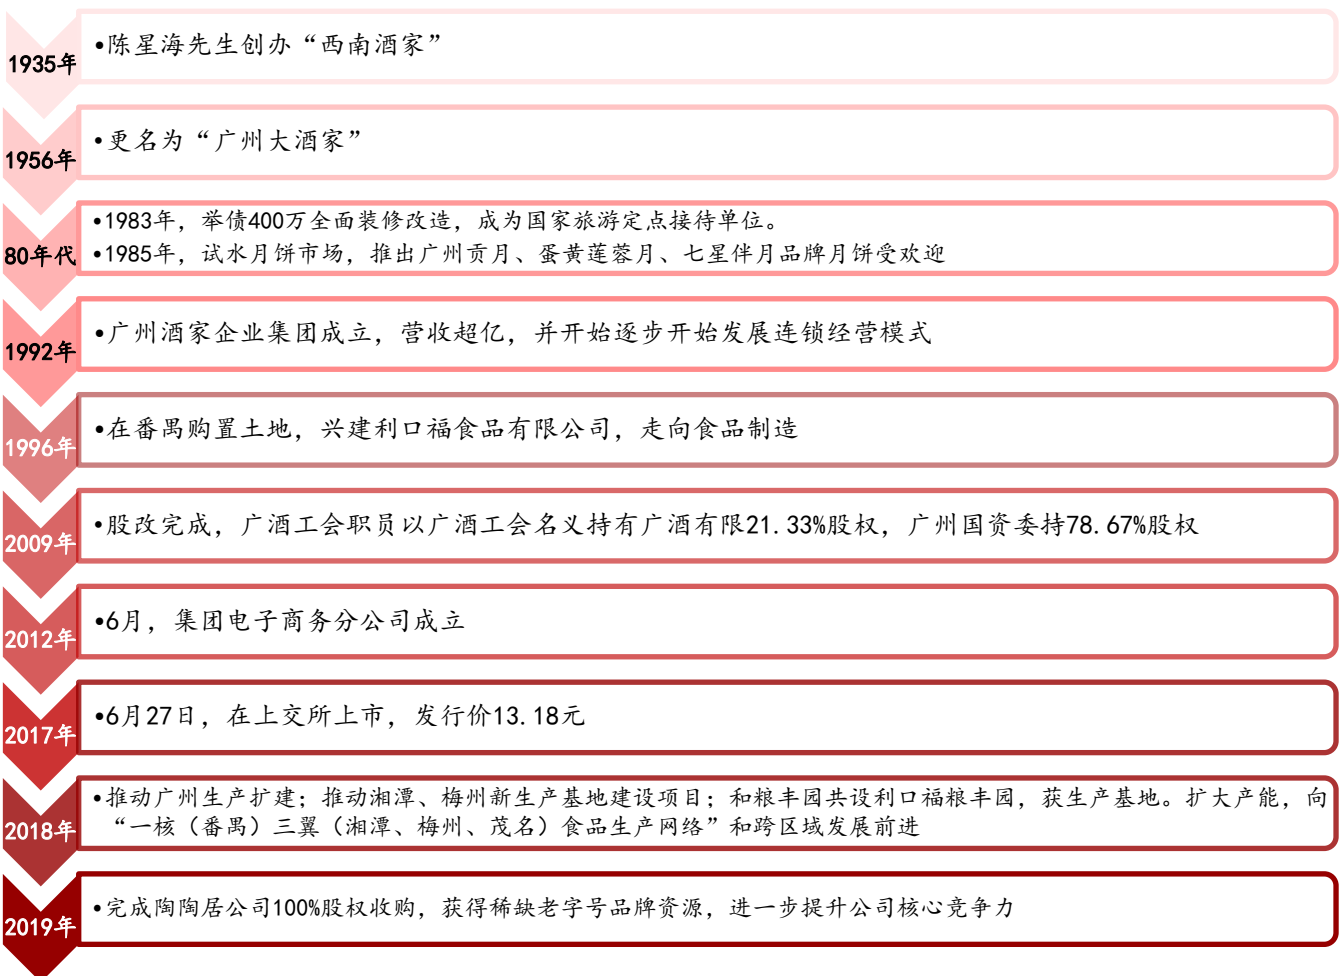 1935年
•陈星海先生创办“西南酒家”
1956年
•更名为“广州大酒家”
80年代
•1983年，举债400万全面装修改造，成为国家旅游定点接待单位。
•1985年，试水月饼市场，推出广州贡月、蛋黄莲蓉月、七星伴月品牌月饼受欢迎
1992年
•广州酒家企业集团成立，营收超亿，并开始逐步开始发展连锁经营模式
1996年
•在番禺购置土地，兴建利口福食品有限公司，走向食品制造
2009年
•股改完成，广酒工会职员以广酒工会名义持有广酒有限21.33%股权，广州国资委持78.67%股权
2012年
•6月，集团电子商务分公司成立
2017年
•6月27日，在上交所上市，发行价13.18元
2018年
•推动广州生产扩建；推动湘潭、梅州新生产基地建设项目；和粮丰园共设利口福粮丰园，获生产基地。扩大产能，向
“一核（番禺）三翼（湘潭、梅州、茂名）食品生产网络”和跨区域发展前进
2019年
•完成陶陶居公司100%股权收购，获得稀缺老字号品牌资源，进一步提升公司核心竞争力